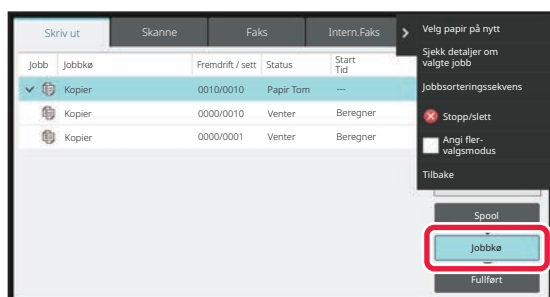 Skriv ut Skanne Faks Intern.Faks
Jobb Jobbkø Fremdrift / sett Status Start Tid
Kopier 0010/0010 Papir Tom ---
Kopier 0000/0010 Venter Beregner
Kopier 0000/0001 Venter Beregner
Velg papir på nytt
Sjekk detaljer om
valgte jobb
Jobbsorteringssekvens
Stopp/slett
Angi fler-
valgsmodus
Tilbake
Spool
Jobbkø
Fullført